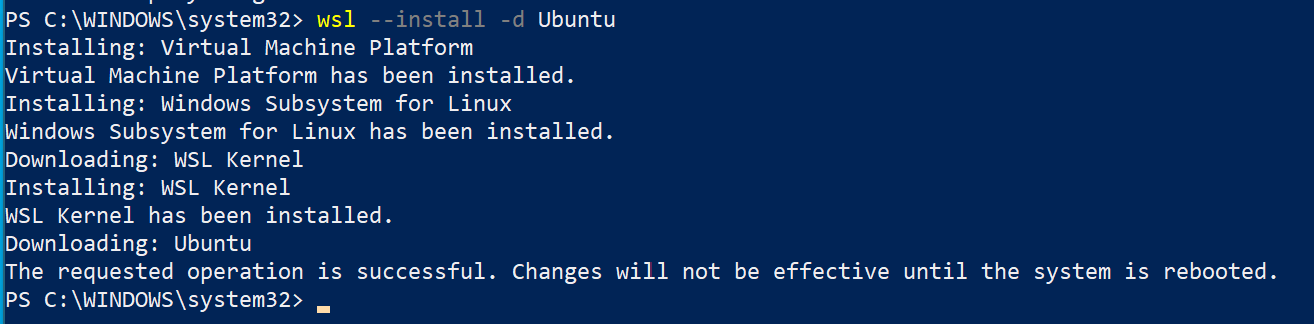 PS C:\WINDOWS\system32> wsl --install -d Ubuntu
Installing: Virtual Machine Platform
Virtual Machine Platform has been installed.
Installing: Windows Subsystem for Linux
Windows Subsystem for Linux has been installed.
Downloading: WSL Kernel
Installing: WSL Kernel
WSL Kernel has been installed.
Downloading: Ubuntu
The requested operation is successful. Changes will not be effective until the system is rebooted.
PS C:\WINDOWS\system32>